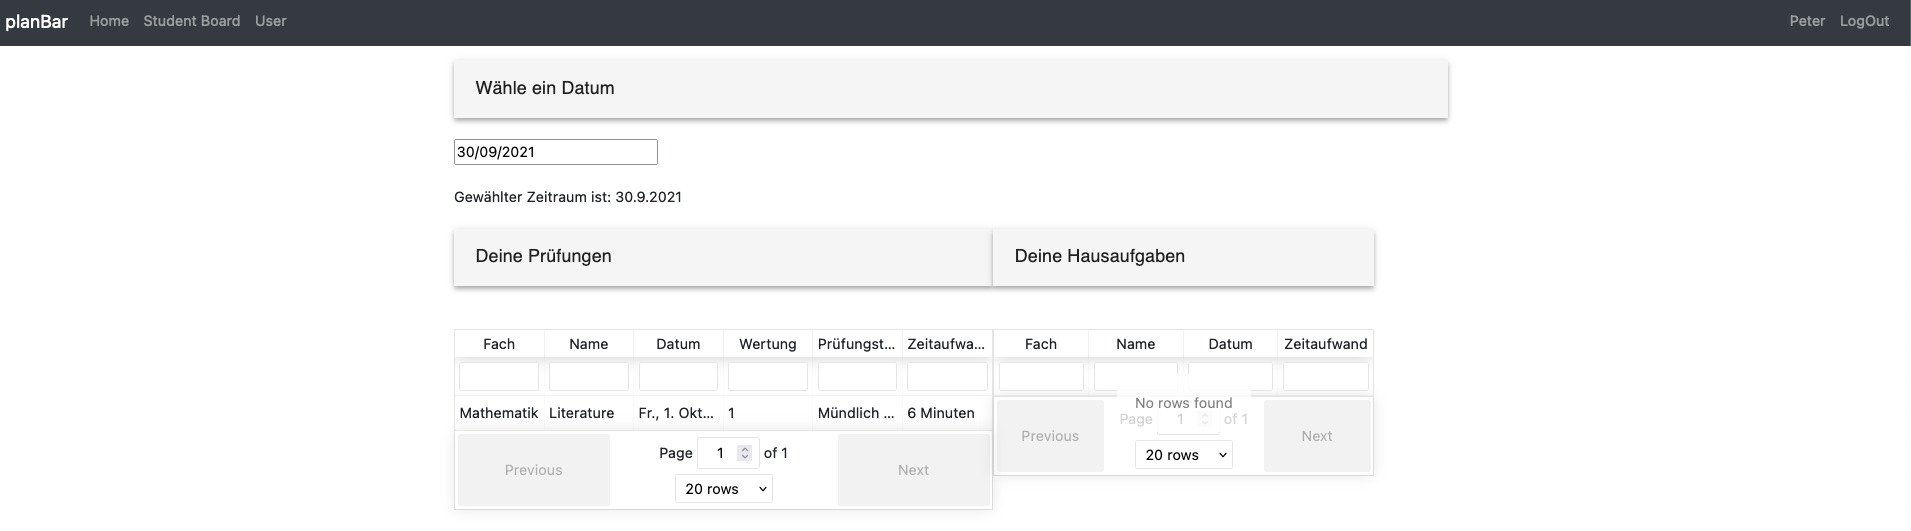 planBar Home Student Board User Peter LogOut
Wähle ein Datum
30/09/2021
Gewählter Zeitraum ist: 30.9.2021
Deine Prüfungen
Fach Name Datum Wertung Prüfungst... Zeitaufwa...
Mathematik Literature Fr., 1. Okt... 1 Mündlich ... 6 Minuten
Previous Page 1 of 1 Next
20 rows
Deine Hausaufgaben
Fach Name Datum Zeitaufwand
No rows found
Previous Page 1 of 1 Next
20 rows